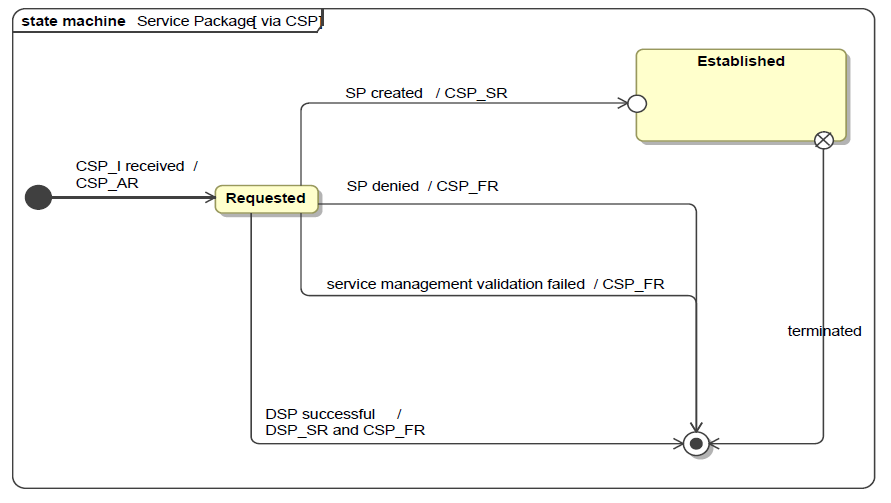 state machine Service Package[ via CSP]
Established
SP created / CSP_SR
CSP_I received /
CSP_AR
SP denied / CSP_FR
Requested
service management validation failed / CSP_FR
terminated
DSP successful /
DSP_SR and CSP_FR